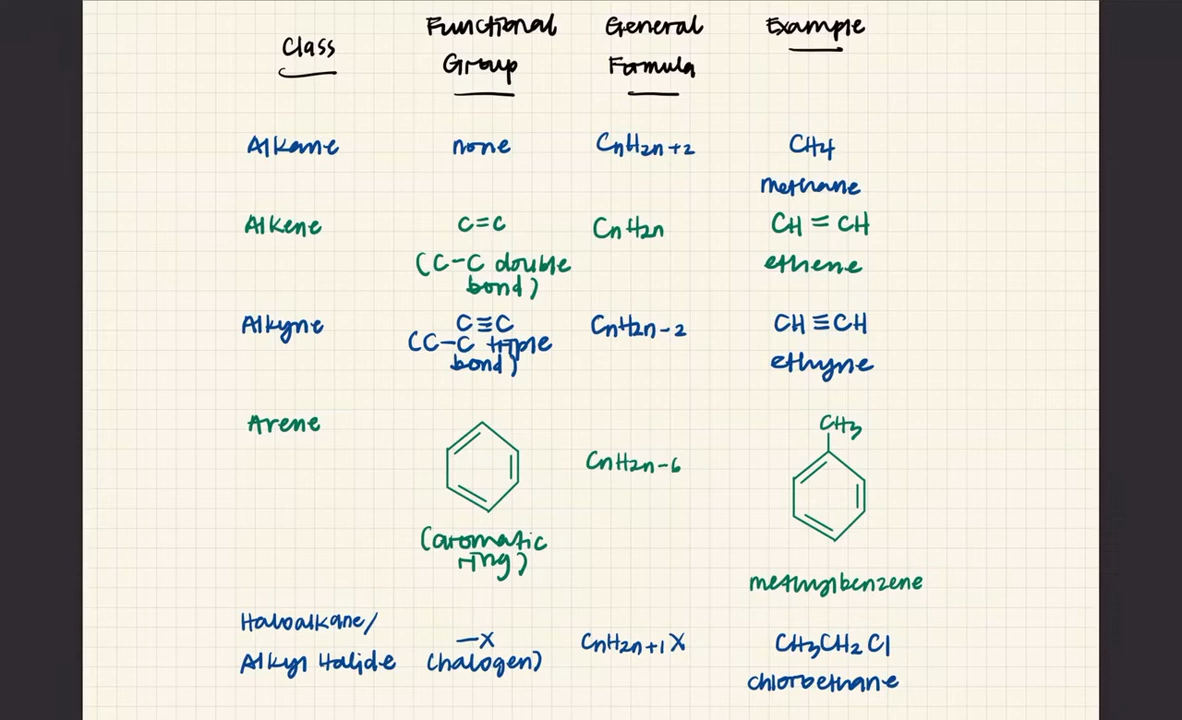 Class Functional Group General Formula Example
Alkane none CnH2n+2 CH4
methane
Alkene C=C CnH2n CH=CH
(C-C double bond) ethene
Alkyne C≡C CnH2n-2 CH≡CH
(C-C triple bond) ethyne
Arene CH3
CnH2n-6
(aromatic ring)
methylbenzene
Haloalkane/
Alkyl Halide -X (halogen) CnH2n+1X CH3CH2Cl
chloroethane